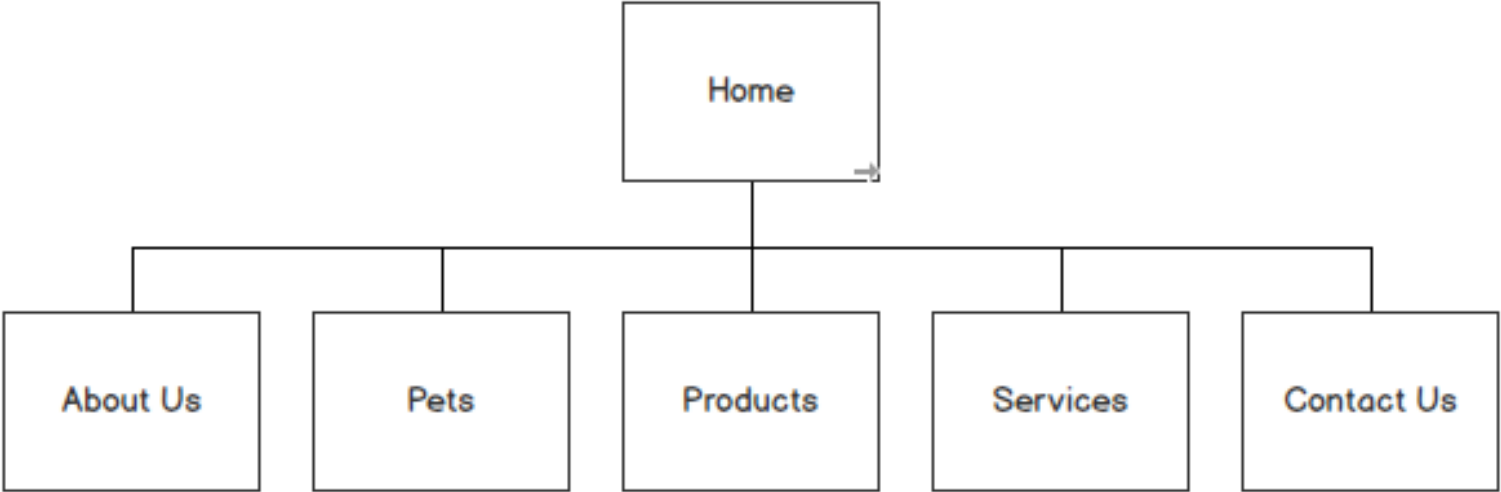 Home
About Us
Pets
Products
Services
Contact Us